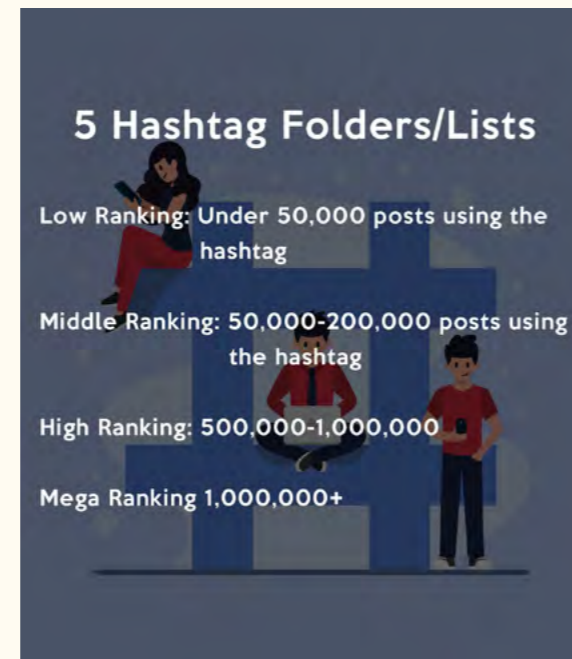 5 Hashtag Folders/Lists
Low Ranking: Under 50,000 posts using the
hashtag
Middle Ranking: 50,000-200,000 posts using
the hashtag
High Ranking: 500,000-1,000,000
Mega Ranking 1,000,000+